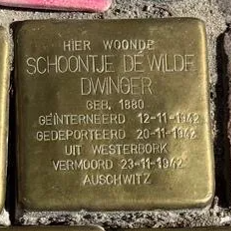 HIER WOONDE
SCHOONTJE DE WILDE
DWINGER
GEB. 1880
GEÏNTERNEERD 12-11-1942
GEDEPORTEERD 20-11-1942
UIT WESTERBORK
VERMOORD 23-11-1942
AUSCHWITZ